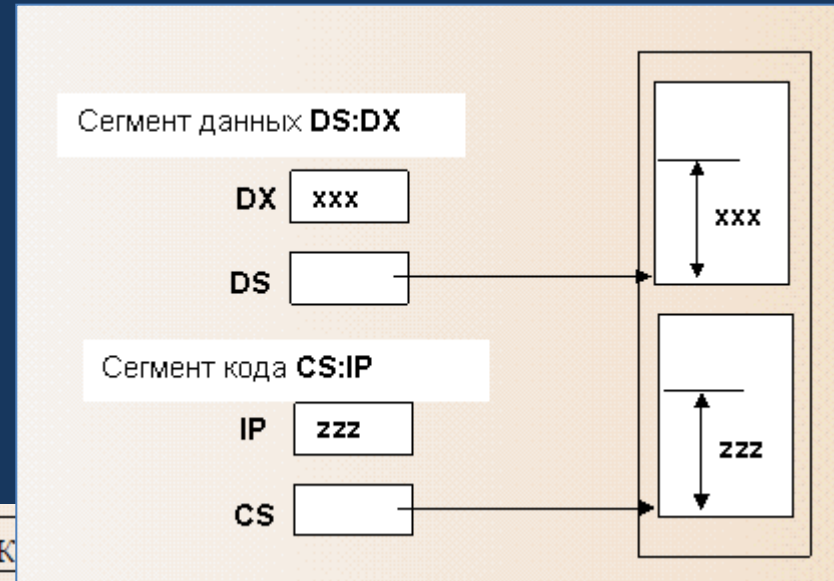 Сегмент данных DS:DX
DX xxx
xxx
DS
Сегмент кода CS:IP
IP zzz
zzz
CS
К